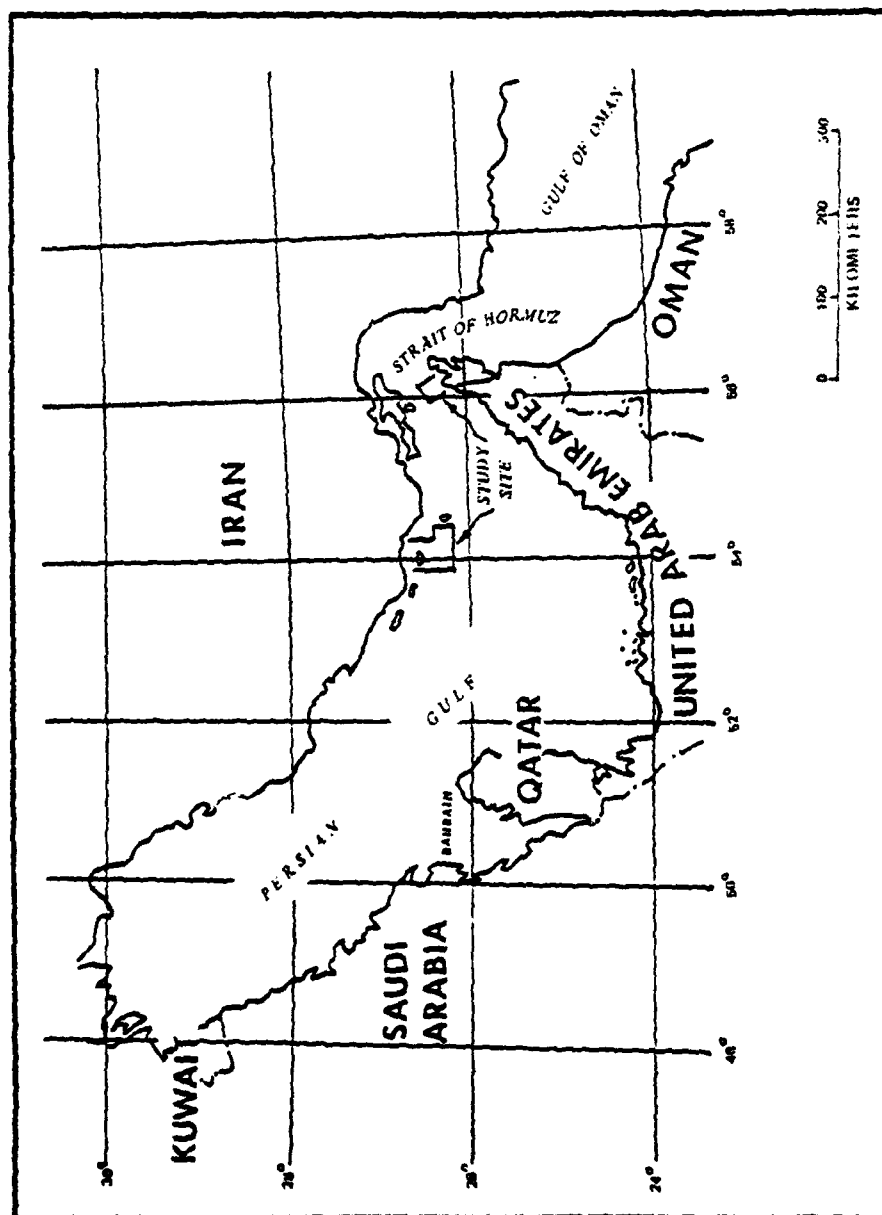 IRAN
KUWAI
SAUDI
ARABIA
BAHRAIN
QATAR
UNITED ARAB EMIRATES
OMAN
PERSIAN
GULF
STRAIT OF HORMUZ
GULF OF OMAN
STUDY
SITE
30°
28°
26°
24°
48°
50°
52°
54°
56°
58°
0 100 200 300
KILOMETERS